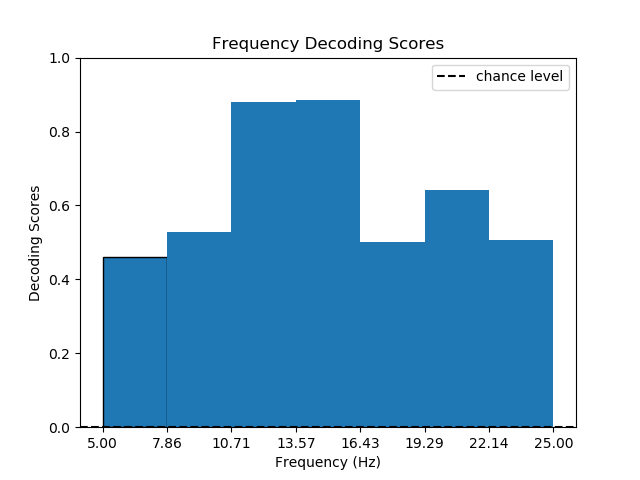 Frequency Decoding Scores
chance level
Decoding Scores
1.0
0.8
0.6
0.4
0.2
0.0
5.00 7.86 10.71 13.57 16.43 19.29 22.14 25.00
Frequency (Hz)